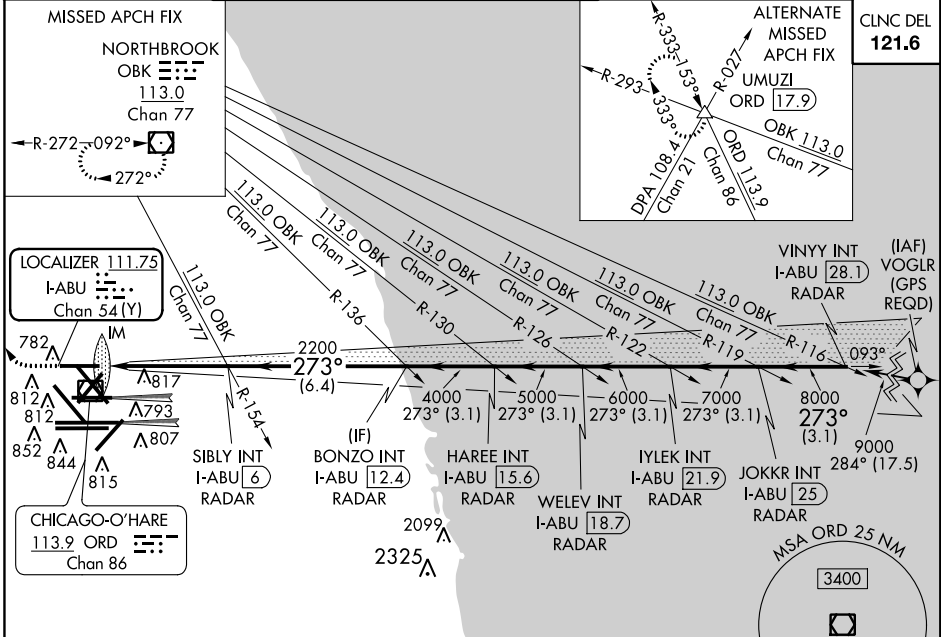 MISSED APCH FIX
NORTHBROOK
OBK
113.0
Chan 77
R-272
092°
272°
ALTERNATE
MISSED
APCH FIX
UMUZI
ORD 17.9
R-333
153°
R-027
R-293
333°
OBK 113.0
Chan 77
ORD 113.9
Chan 86
DPA 108.4
Chan 21
CLNC DEL
121.6
LOCALIZER 111.75
I-ABU
Chan 54 (Y)
IM
113.0 OBK
Chan 77
R-154
113.0 OBK
Chan 77
R-136
113.0 OBK
Chan 77
R-130
113.0 OBK
Chan 77
R-126
113.0 OBK
Chan 77
R-122
113.0 OBK
Chan 77
R-119
113.0 OBK
Chan 77
R-116
VINYY INT
I-ABU 28.1
RADAR
(IAF)
VOGLR
(GPS
REQD)
093°
2200
273°
(6.4)
4000
273° (3.1)
5000
273° (3.1)
6000
273° (3.1)
7000
273° (3.1)
8000
273°
(3.1)
9000
284° (17.5)
782
817
812
812
793
852
844
807
815
SIBLY INT
I-ABU 6
RADAR
(IF)
BONZO INT
I-ABU 12.4
RADAR
HAREE INT
I-ABU 15.6
RADAR
WELEV INT
I-ABU 18.7
RADAR
IYLEK INT
I-ABU 21.9
RADAR
JOKKR INT
I-ABU 25
RADAR
CHICAGO-O'HARE
113.9 ORD
Chan 86
2099
2325
MSA ORD 25 NM
3400